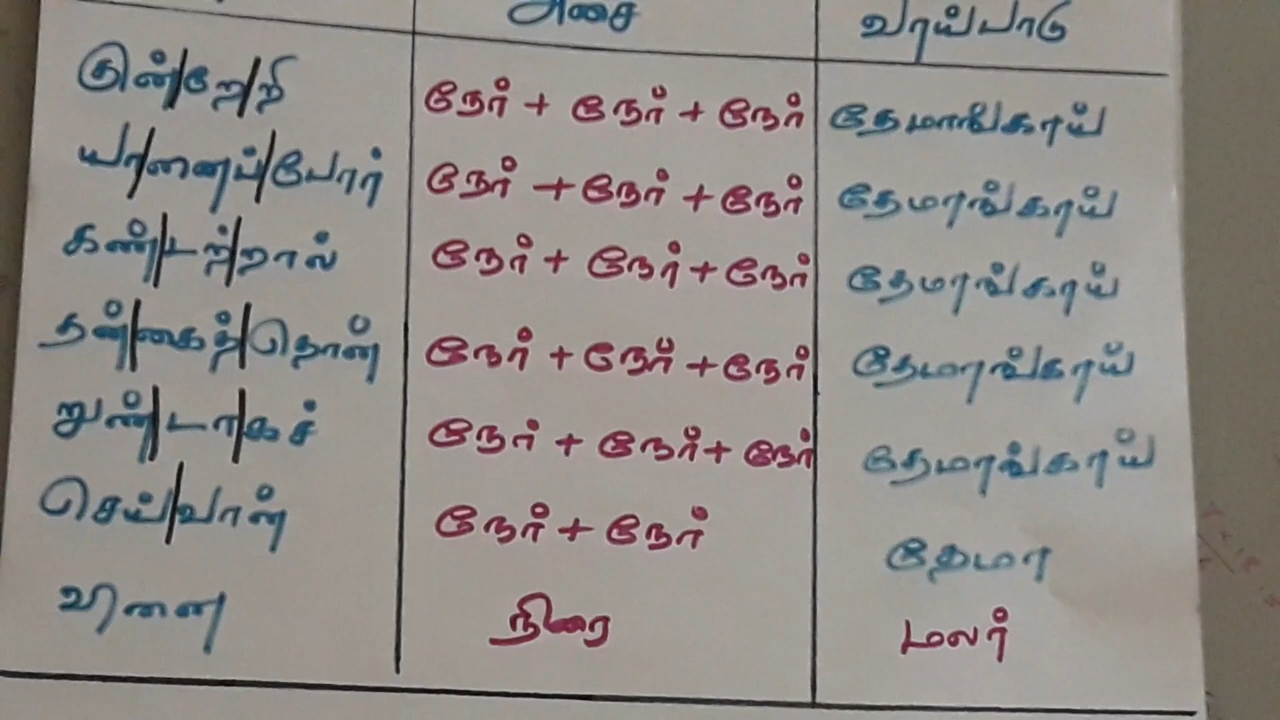 அசை வாய்பாடு
குன்/றே/றி நேர் + நேர் + நேர் தேமாங்காய்
யா/னைப்/போர் நேர் + நேர் + நேர் தேமாங்காய்
கண்/டற்/றால் நேர் + நேர் + நேர் தேமாங்காய்
தன்/கைத்/தொன் நேர் + நேர் + நேர் தேமாங்காய்
றுண்/டா/கச் நேர் + நேர் + நேர் தேமாங்காய்
செய்/வான் நேர் + நேர் தேமா
வினை நிரை மலர்